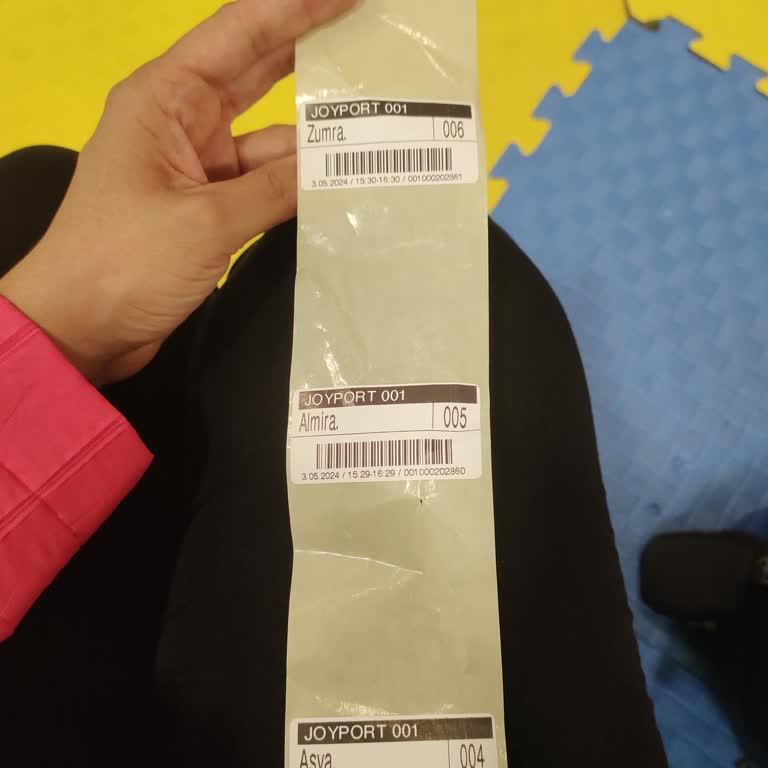 JOYPORT 001
Zumra. 006
3.05.2024 / 15:30-16:30 / 001000202861
JOYPORT 001
Almira. 005
3.05.2024 / 15:29-16:29 / 001000202860
JOYPORT 001
Asya 004